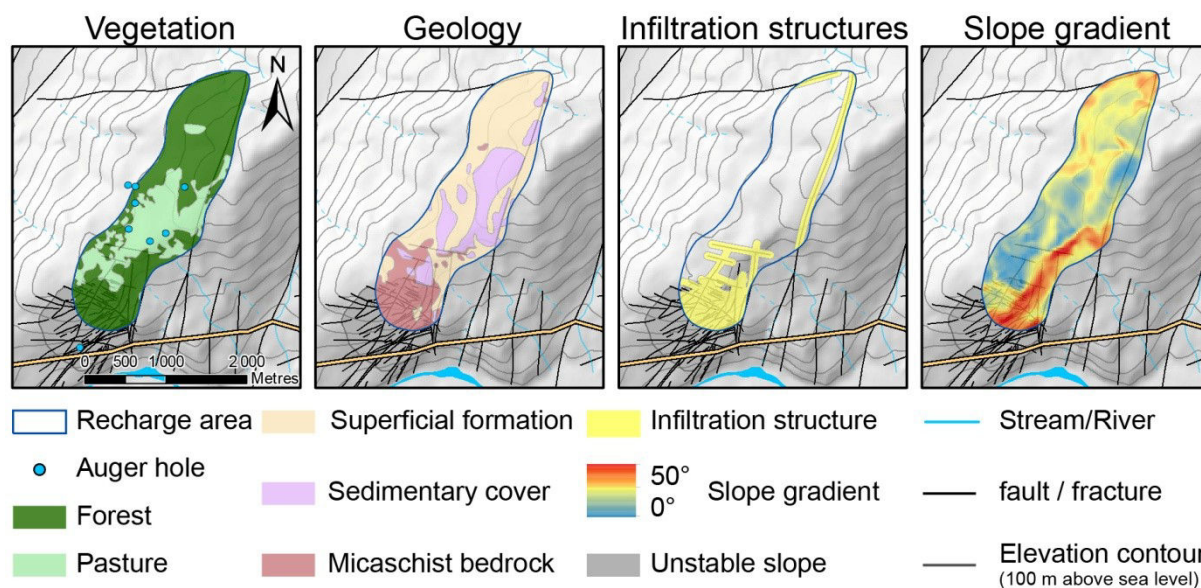 Vegetation Geology Infiltration structures Slope gradient
N
0 500 1 000 2 000
Metres
Recharge area Superficial formation Infiltration structure Stream/River
Auger hole Sedimentary cover 50° 0° Slope gradient fault / fracture
Forest
Pasture Micaschist bedrock Unstable slope Elevation contour
(100 m above sea level)